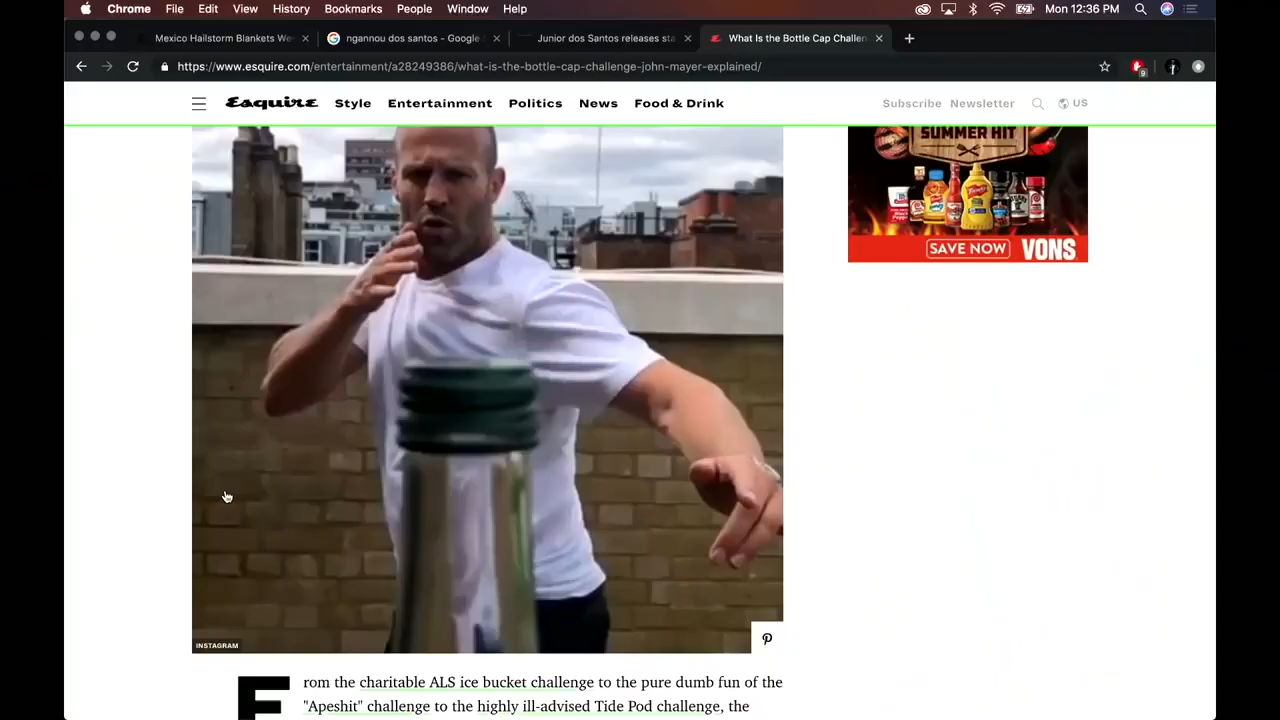 Chrome File Edit View History Bookmarks People Window Help Mon 12:36 PM
Mexico Hailstorm Blankets We
ngannou dos santos - Google
Junior dos Santos releases sta
What Is the Bottle Cap Challen
https://www.esquire.com/entertainment/a28249386/what-is-the-bottle-cap-challenge-john-mayer-explained/
9
Esquire Style Entertainment Politics News Food & Drink Subscribe Newsletter US
SUMMER HIT
SAVE NOW VONS
INSTAGRAM
From the charitable ALS ice bucket challenge to the pure dumb fun of the
"Apeshit" challenge to the highly ill-advised Tide Pod challenge, the